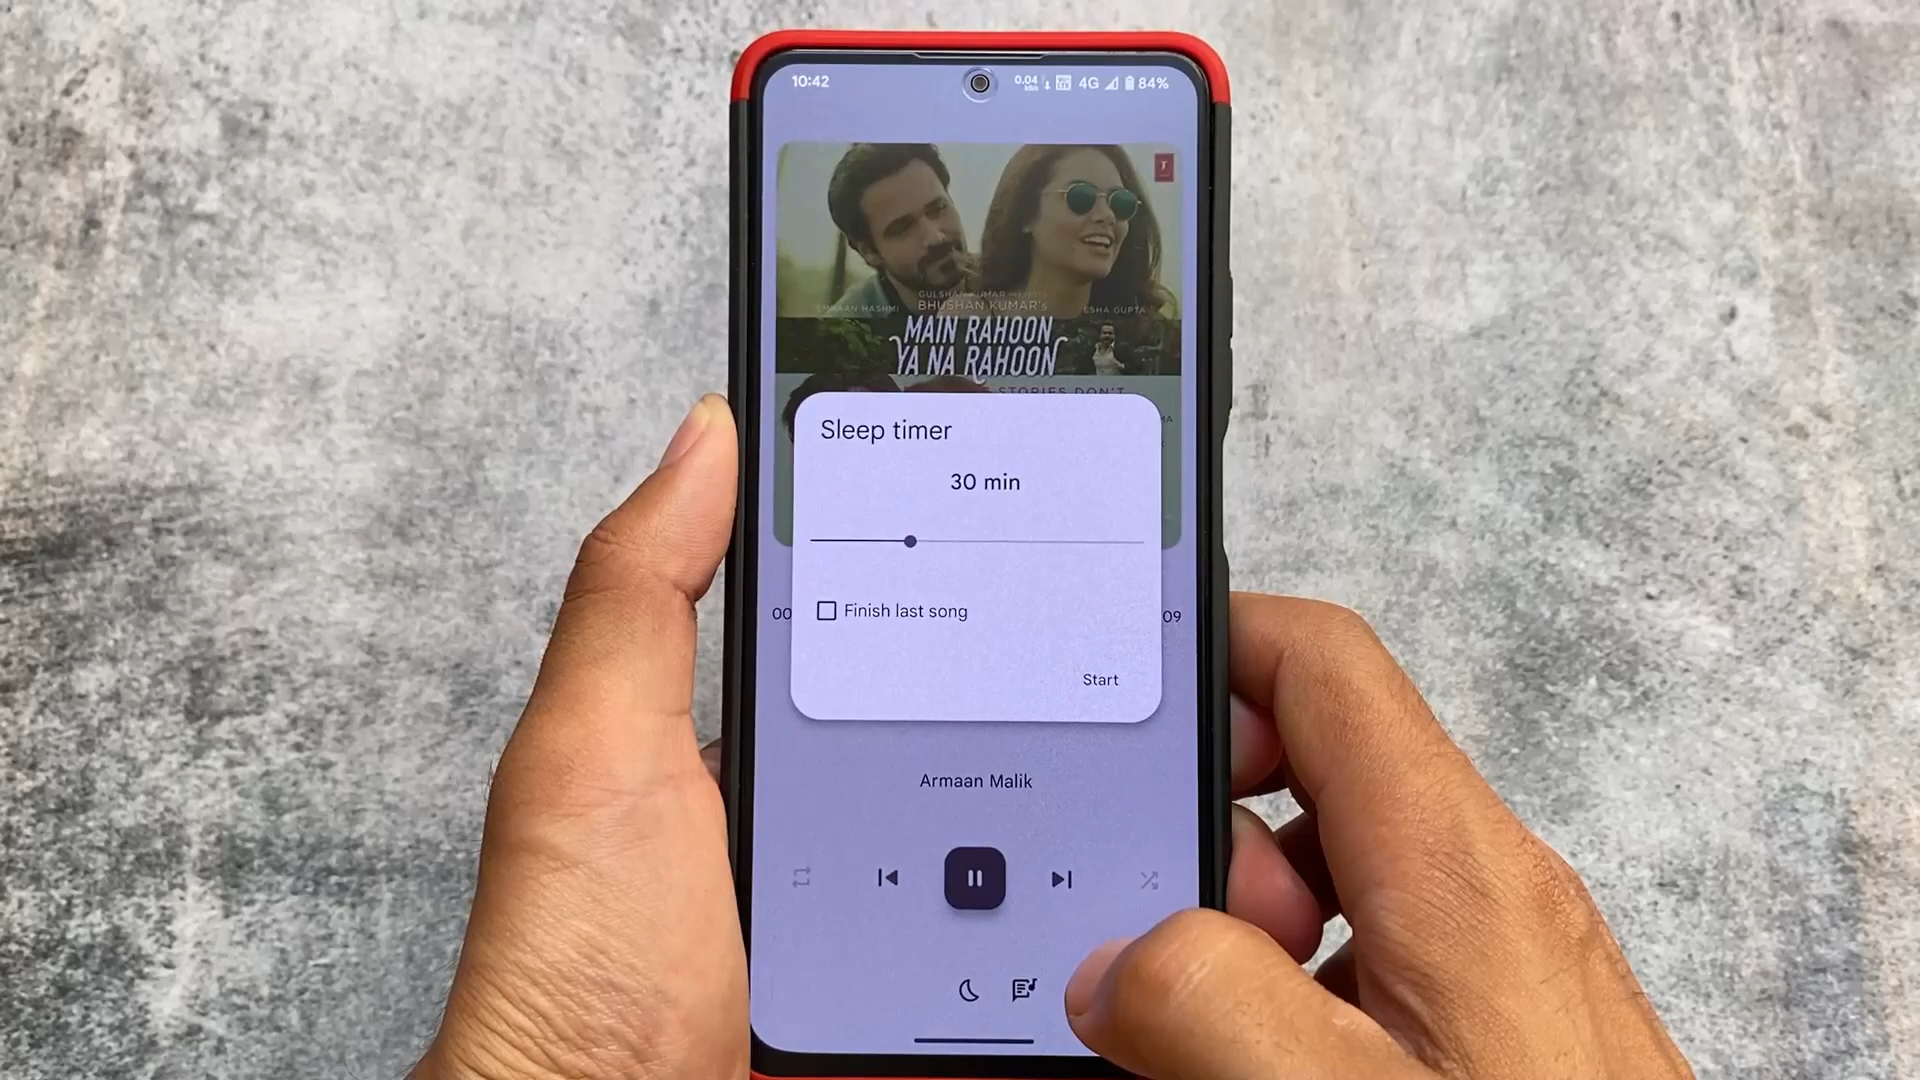 10:42
0.04 4G 84%
GULSHAN KUMAR PRESENTS
BHUSHAN KUMAR's
EMRAAN HASHMI
ESHA GUPTA
MAIN RAHOON
YA NA RAHOON
STORIES DON'T
Sleep timer
30 min
Finish last song
00
09
Start
Armaan Malik